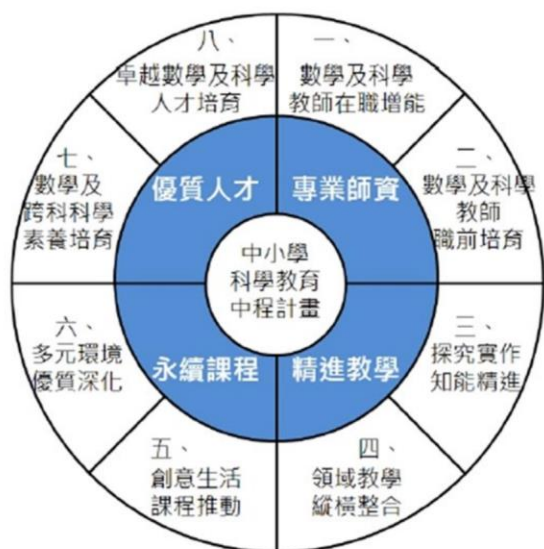 中小學
科學教育
中程計畫
專業師資
精進教學
永續課程
優質人才
一、
數學及科學
教師在職增能
二、
數學及科學
教師
職前培育
三、
探究實作
知能精進
四、
領域教學
縱橫整合
五、
創意生活
課程推動
六、
多元環境
優質深化
七、
數學及
跨科科學
素養培育
八、
卓越數學及科學
人才培育